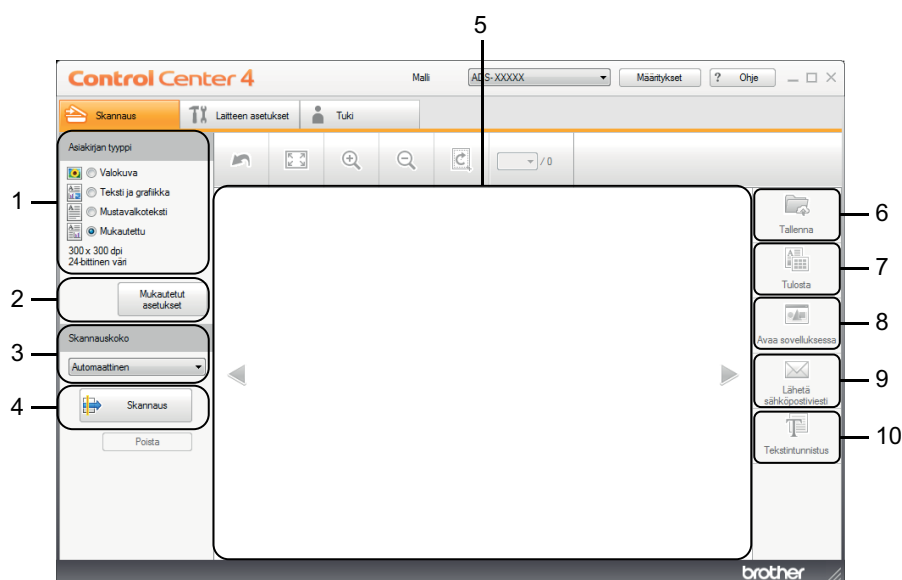 5
Control Center 4
Malli
ADS-XXXXX
Määritykset
? Ohje
Skannaus
Laitteen asetukset
Tuki
Asiakirjan tyyppi
Valokuva
Teksti ja grafiikka
Mustavalkoteksti
Mukautettu
300 x 300 dpi
24-bittinen väri
1
/ 0
Mukautetut
asetukset
2
Skannauskoko
Automaattinen
3
Skannaus
4
Poista
Tallenna
6
Tulosta
7
Avaa sovelluksessa
8
Lähetä
sähköpostiviesti
9
Tekstintunnistus
10
brother